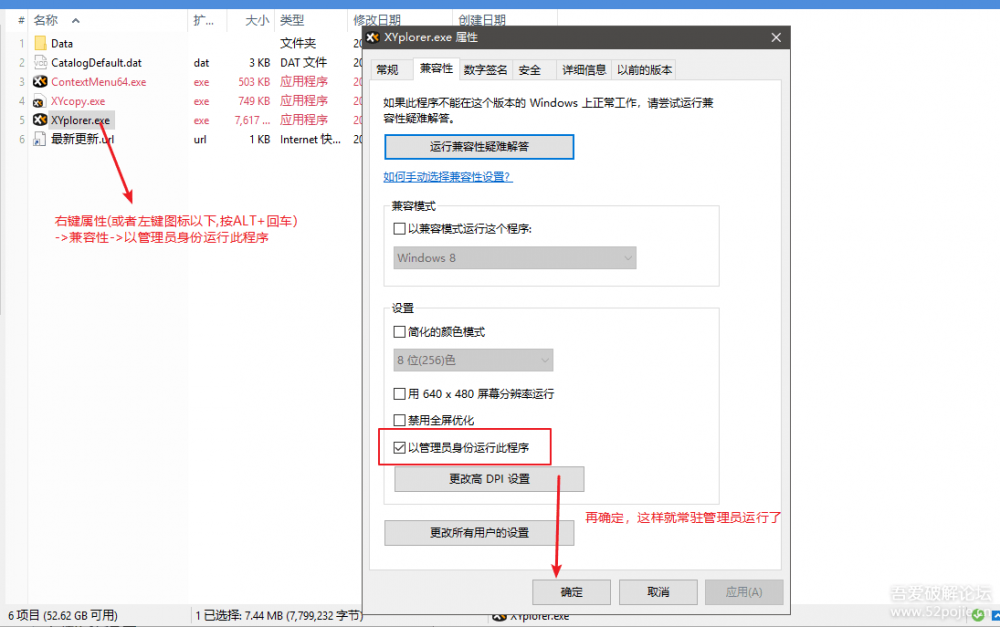 # 名称 扩... 大小 类型 修改日期 创建日期
1 Data 文件夹 20
2 CatalogDefault.dat dat 3 KB DAT 文件 20
3 ContextMenu64.exe exe 503 KB 应用程序 20
4 XYcopy.exe exe 749 KB 应用程序 20
5 XYplorer.exe exe 7,617 ... 应用程序 20
6 最新更新.url url 1 KB Internet 快... 20
右键属性(或者左键图标以下,按ALT+回车)
->兼容性->以管理员身份运行此程序
XYplorer.exe 属性
常规 兼容性 数字签名 安全 详细信息 以前的版本
如果此程序不能在这个版本的 Windows 上正常工作，请尝试运行兼
容性疑难解答。
运行兼容性疑难解答
如何手动选择兼容性设置?
兼容模式
以兼容模式运行这个程序:
Windows 8
设置
简化的颜色模式
8 位(256)色
用 640 x 480 屏幕分辨率运行
禁用全屏优化
以管理员身份运行此程序
更改高 DPI 设置
再确定，这样就常驻管理员运行了
更改所有用户的设置
确定 取消 应用(A)
吾爱破解论坛
www.52pojie.cn
6 项目 (52.62 GB 可用) 1 已选择: 7.44 MB (7,799,232 字节) XYplorer.exe